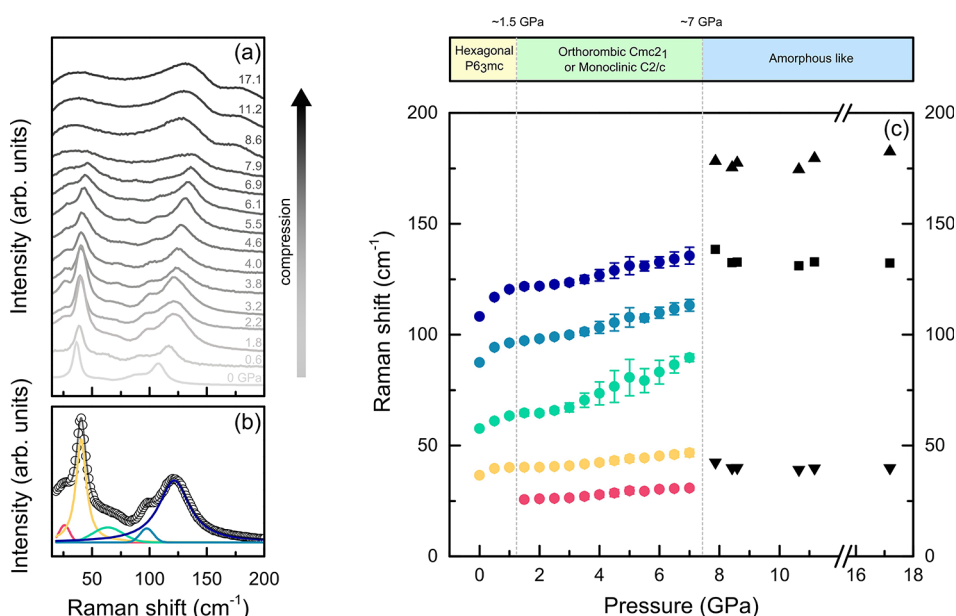 ~1.5 GPa
~7 GPa
Hexagonal
P6₃mc
Orthorombic Cmc2₁
or Monoclinic C2/c
Amorphous like
(a)
17.1
11.2
8.6
7.9
6.9
6.1
5.5
4.6
4.0
3.8
3.2
2.2
1.8
0.6
0 GPa
Intensity (arb. units)
compression
(b)
Intensity (arb. units)
50
100
150
200
Raman shift (cm⁻¹)
(c)
200
150
100
50
0
Raman shift (cm⁻¹)
200
150
100
50
0
0
2
4
6
8
10
16
18
Pressure (GPa)